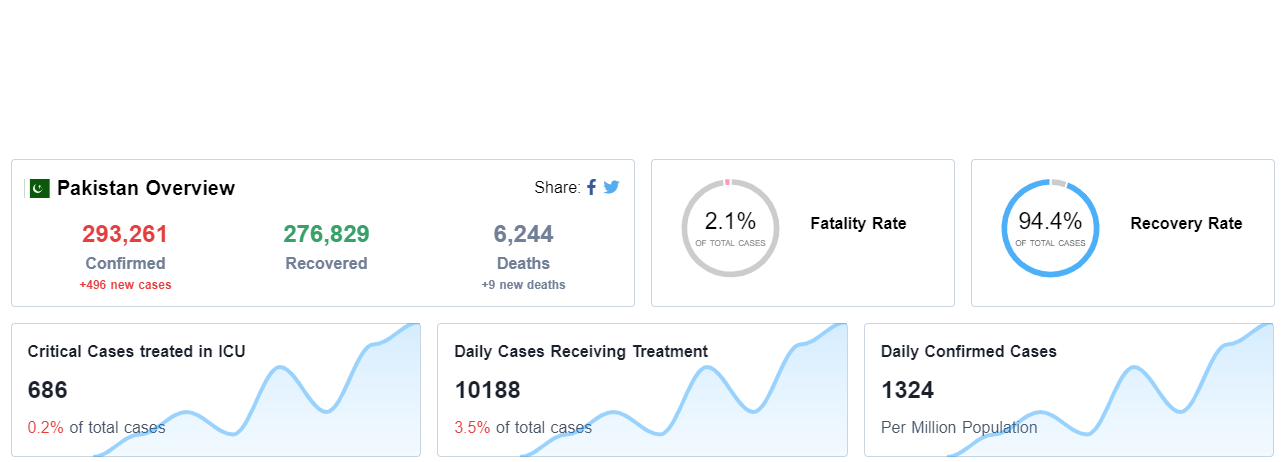 Pakistan Overview
Share:
293,261
276,829
6,244
Confirmed
Recovered
Deaths
+496 new cases
+9 new deaths
2.1%
OF TOTAL CASES
Fatality Rate
94.4%
OF TOTAL CASES
Recovery Rate
Critical Cases treated in ICU
686
0.2% of total cases
Daily Cases Receiving Treatment
10188
3.5% of total cases
Daily Confirmed Cases
1324
Per Million Population